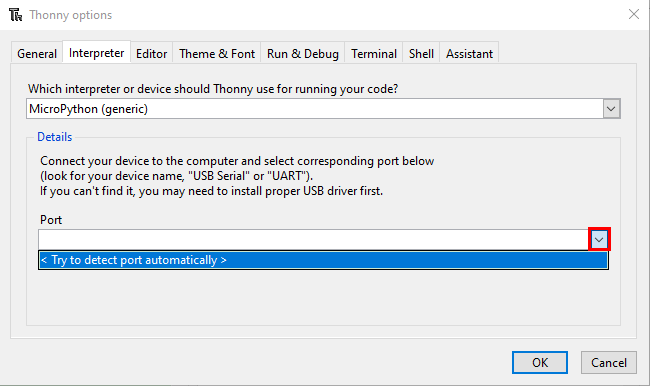 Thonny options
General Interpreter Editor Theme & Font Run & Debug Terminal Shell Assistant
Which interpreter or device should Thonny use for running your code?
MicroPython (generic)
Details
Connect your device to the computer and select corresponding port below
(look for your device name, "USB Serial" or "UART").
If you can't find it, you may need to install proper USB driver first.
Port
< Try to detect port automatically >
OK Cancel